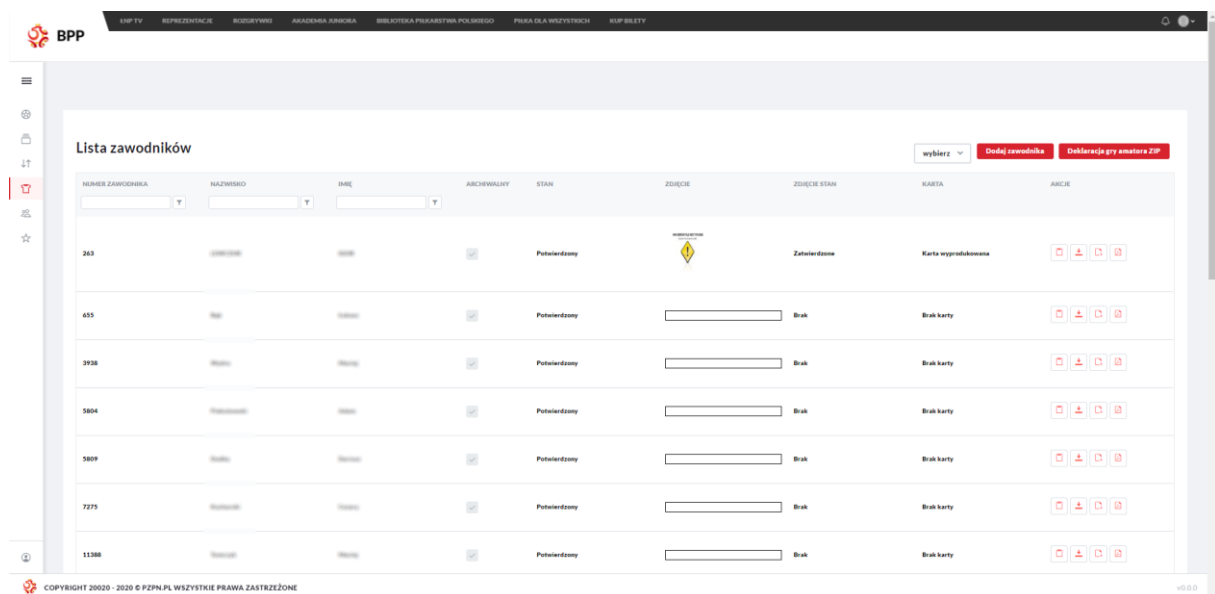 ŁNP TV REPREZENTACJE ROZGRYWKI AKADEMIA JUNIORA BIBLIOTEKA PIŁKARSTWA POLSKIEGO PIŁKA DLA WSZYSTKICH KUP BILETY
BPP
Lista zawodników
wybierz Dodaj zawodnika Deklaracja gry amatora ZIP
NUMER ZAWODNIKA NAZWISKO IMIĘ ARCHIWALNY STAN ZDJĘCIE ZDJĘCIE STAN KARTA AKCJE
263 Potwierdzony Zatwierdzone Karta wyprodukowana
655 Potwierdzony Brak Brak karty
3938 Potwierdzony Brak Brak karty
5804 Potwierdzony Brak Brak karty
5809 Potwierdzony Brak Brak karty
7275 Potwierdzony Brak Brak karty
11388 Potwierdzony Brak Brak karty
COPYRIGHT 20020 - 2020 © PZPN.PL WSZYSTKIE PRAWA ZASTRZEŻONE v0.0.0